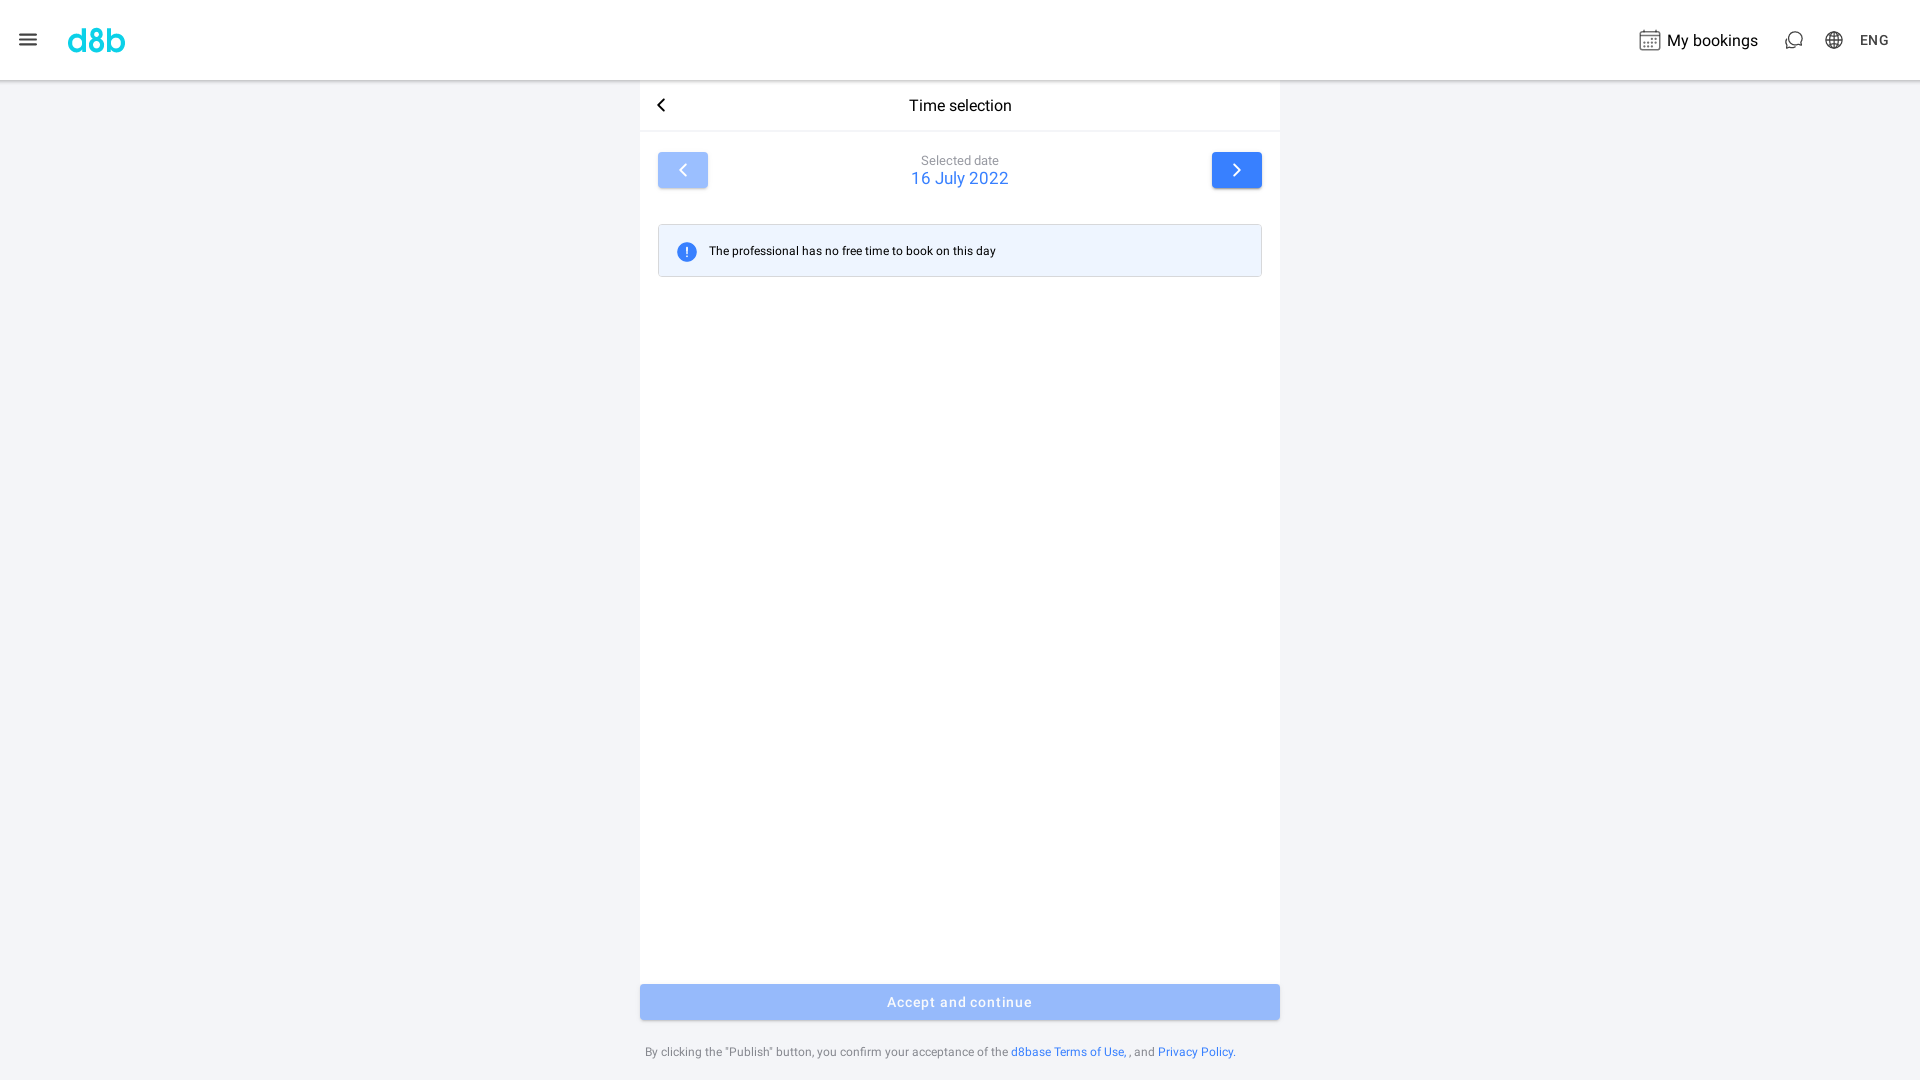 d8b
My bookings
ENG
Time selection
Selected date
16 July 2022
The professional has no free time to book on this day
Accept and continue
By clicking the "Publish" button, you confirm your acceptance of the d8base Terms of Use, , and Privacy Policy.